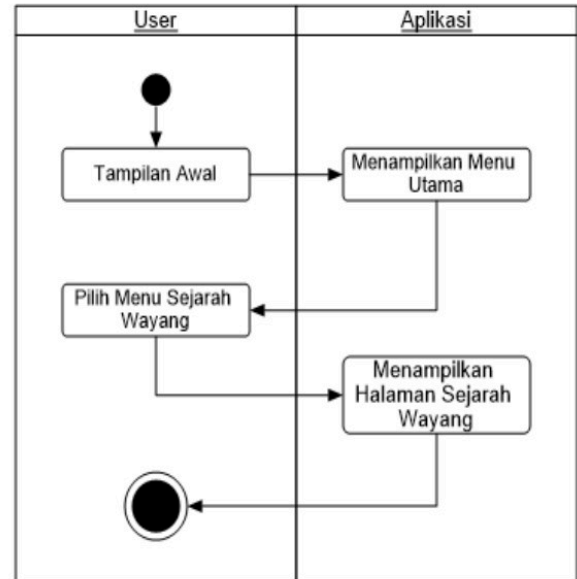 User
Aplikasi
Tampilan Awal
Menampilkan Menu
Utama
Pilih Menu Sejarah
Wayang
Menampilkan
Halaman Sejarah
Wayang